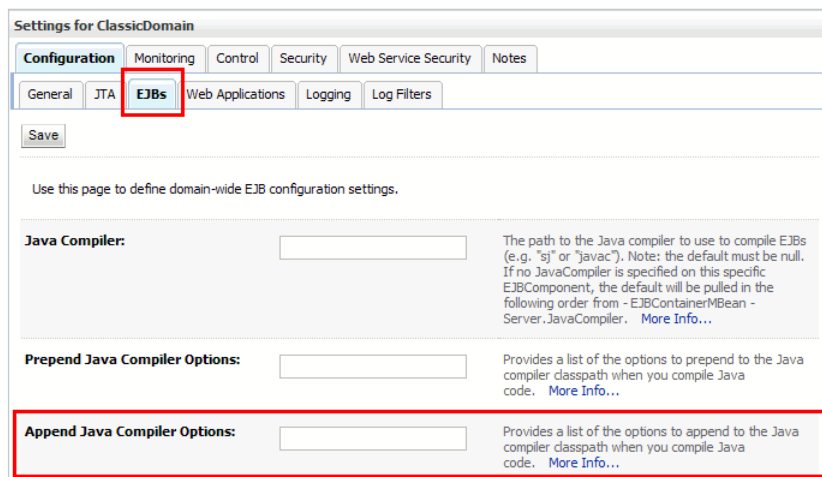 Settings for ClassicDomain
Configuration Monitoring Control Security Web Service Security Notes
General JTA EJBs Web Applications Logging Log Filters
Save
Use this page to define domain-wide EJB configuration settings.
Java Compiler:
The path to the Java compiler to use to compile EJBs
(e.g. "sj" or "javac"). Note: the default must be null.
If no JavaCompiler is specified on this specific
EJBComponent, the default will be pulled in the
following order from - EJBContainerMBean -
Server.JavaCompiler. More Info...
Prepend Java Compiler Options:
Provides a list of the options to prepend to the Java
compiler classpath when you compile Java
code. More Info...
Append Java Compiler Options:
Provides a list of the options to append to the Java
compiler classpath when you compile Java
code. More Info...